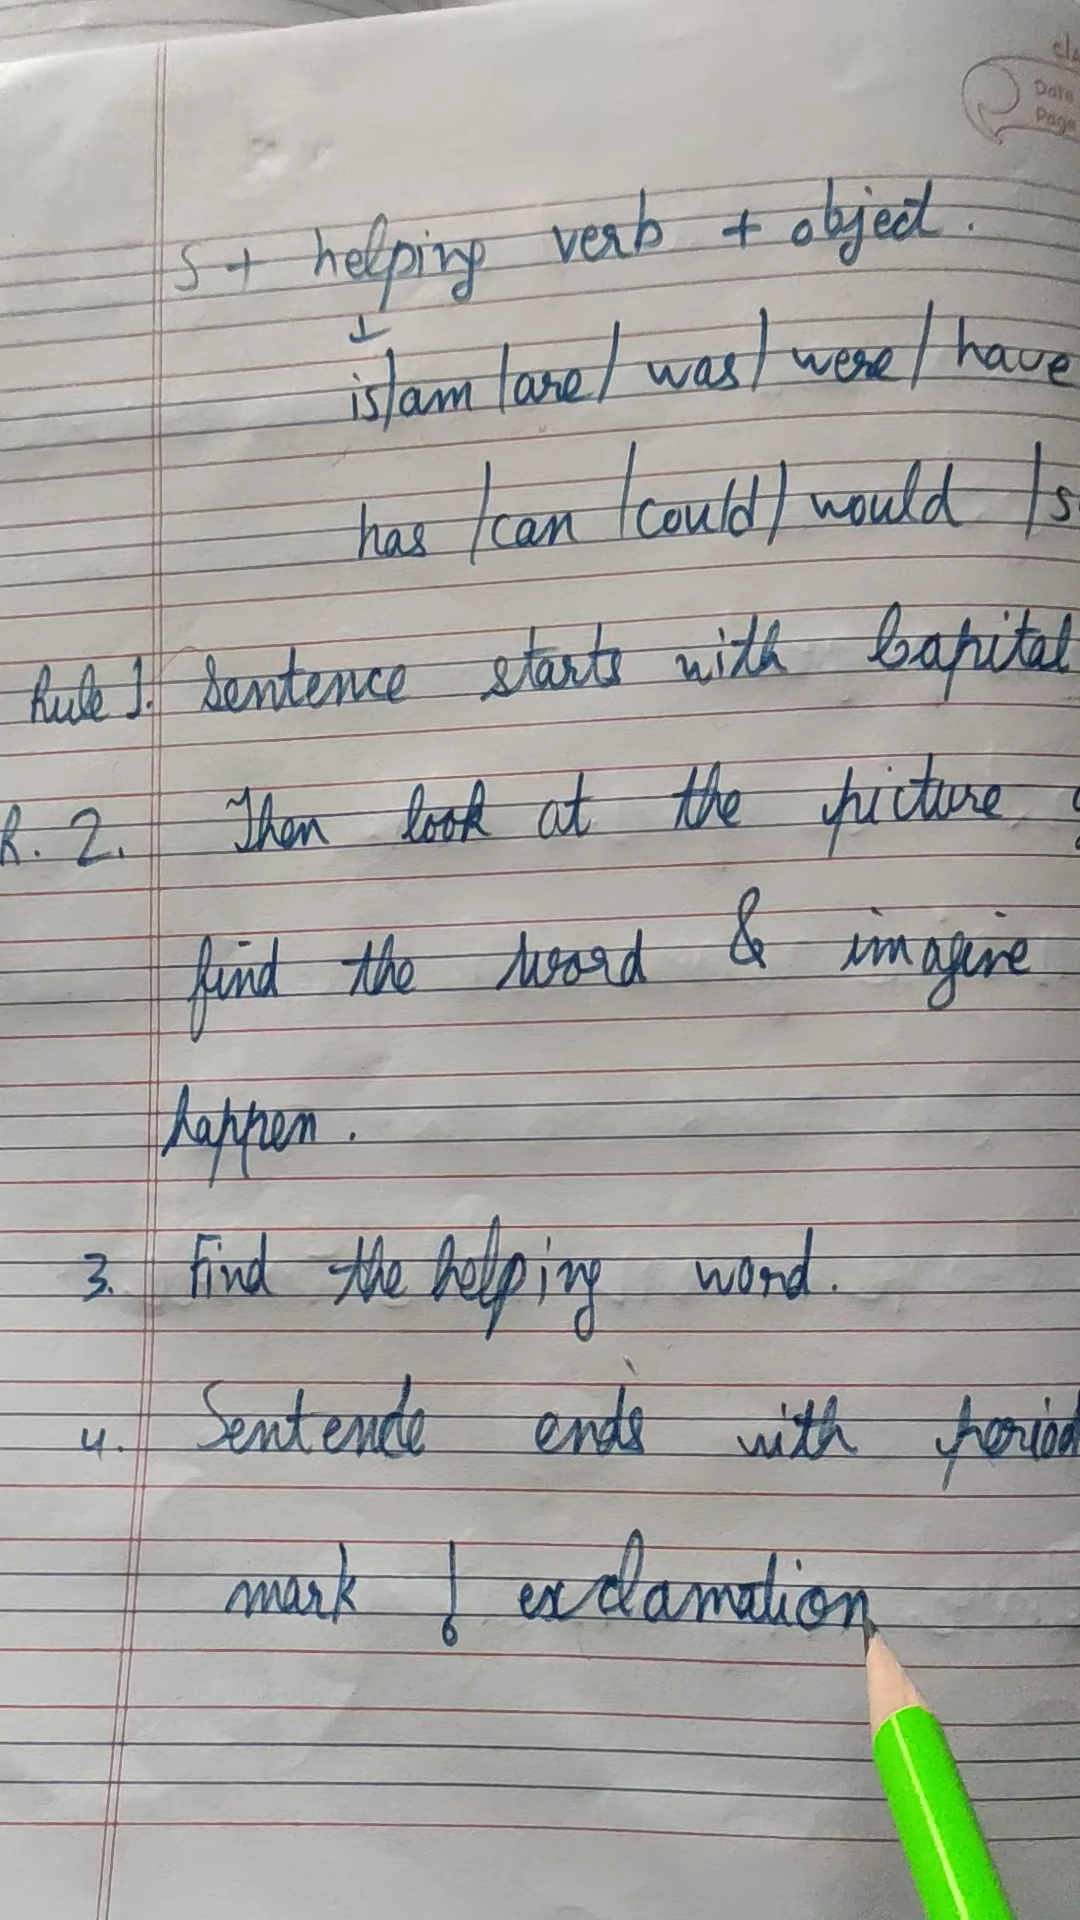 Date
Page
S + helping verb + object.
↓
is/am/are/was/were/have
has/can/could/would/s
Rule 1. Sentence starts with Capital
R. 2. Then look at the picture
find the word & imagine
happen.
3. Find the helping word.
4. Sentende ends with period
mark ! exclamation